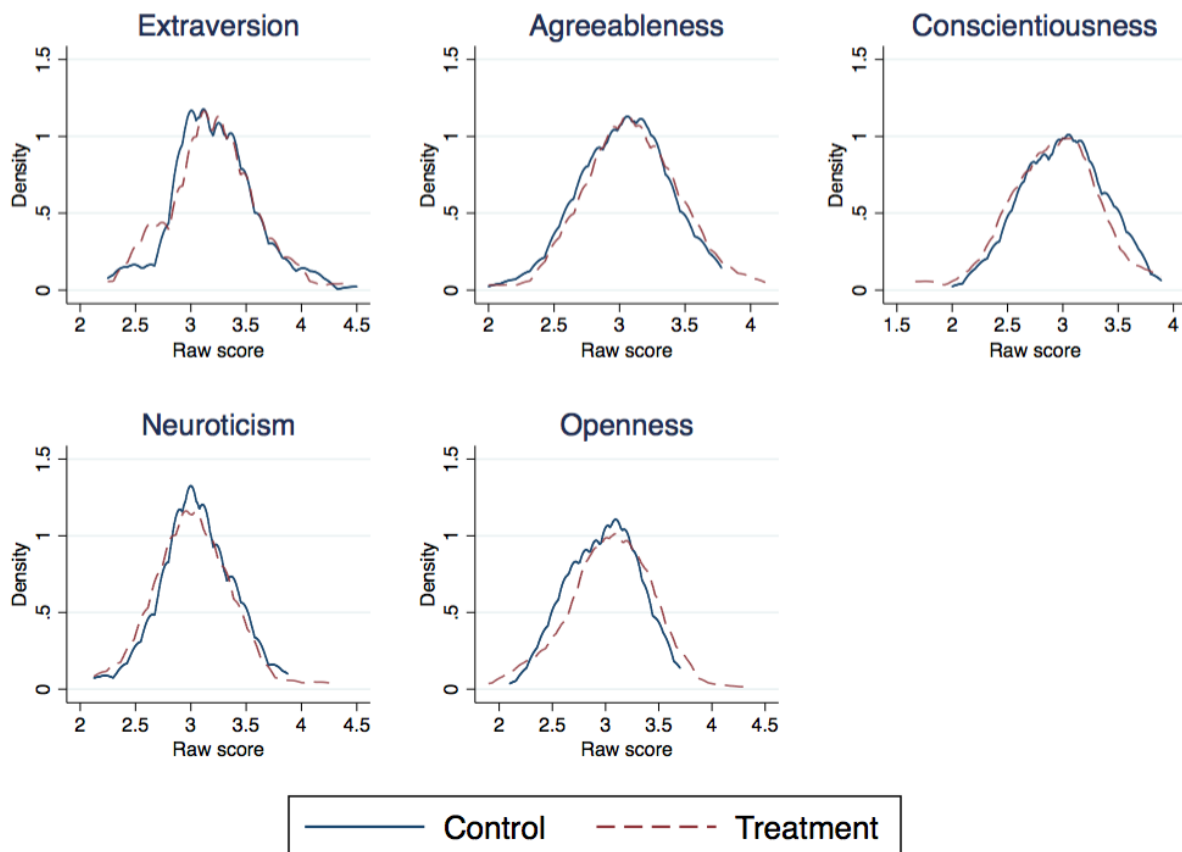 Extraversion
Density
0 .5 1 1.5
2 2.5 3 3.5 4 4.5
Raw score
Agreeableness
Density
0 .5 1 1.5
2 2.5 3 3.5 4
Raw score
Conscientiousness
Density
0 .5 1 1.5
1.5 2 2.5 3 3.5 4
Raw score
Neuroticism
Density
0 .5 1 1.5
2 2.5 3 3.5 4 4.5
Raw score
Openness
Density
0 .5 1 1.5
2 2.5 3 3.5 4 4.5
Raw score
Control Treatment